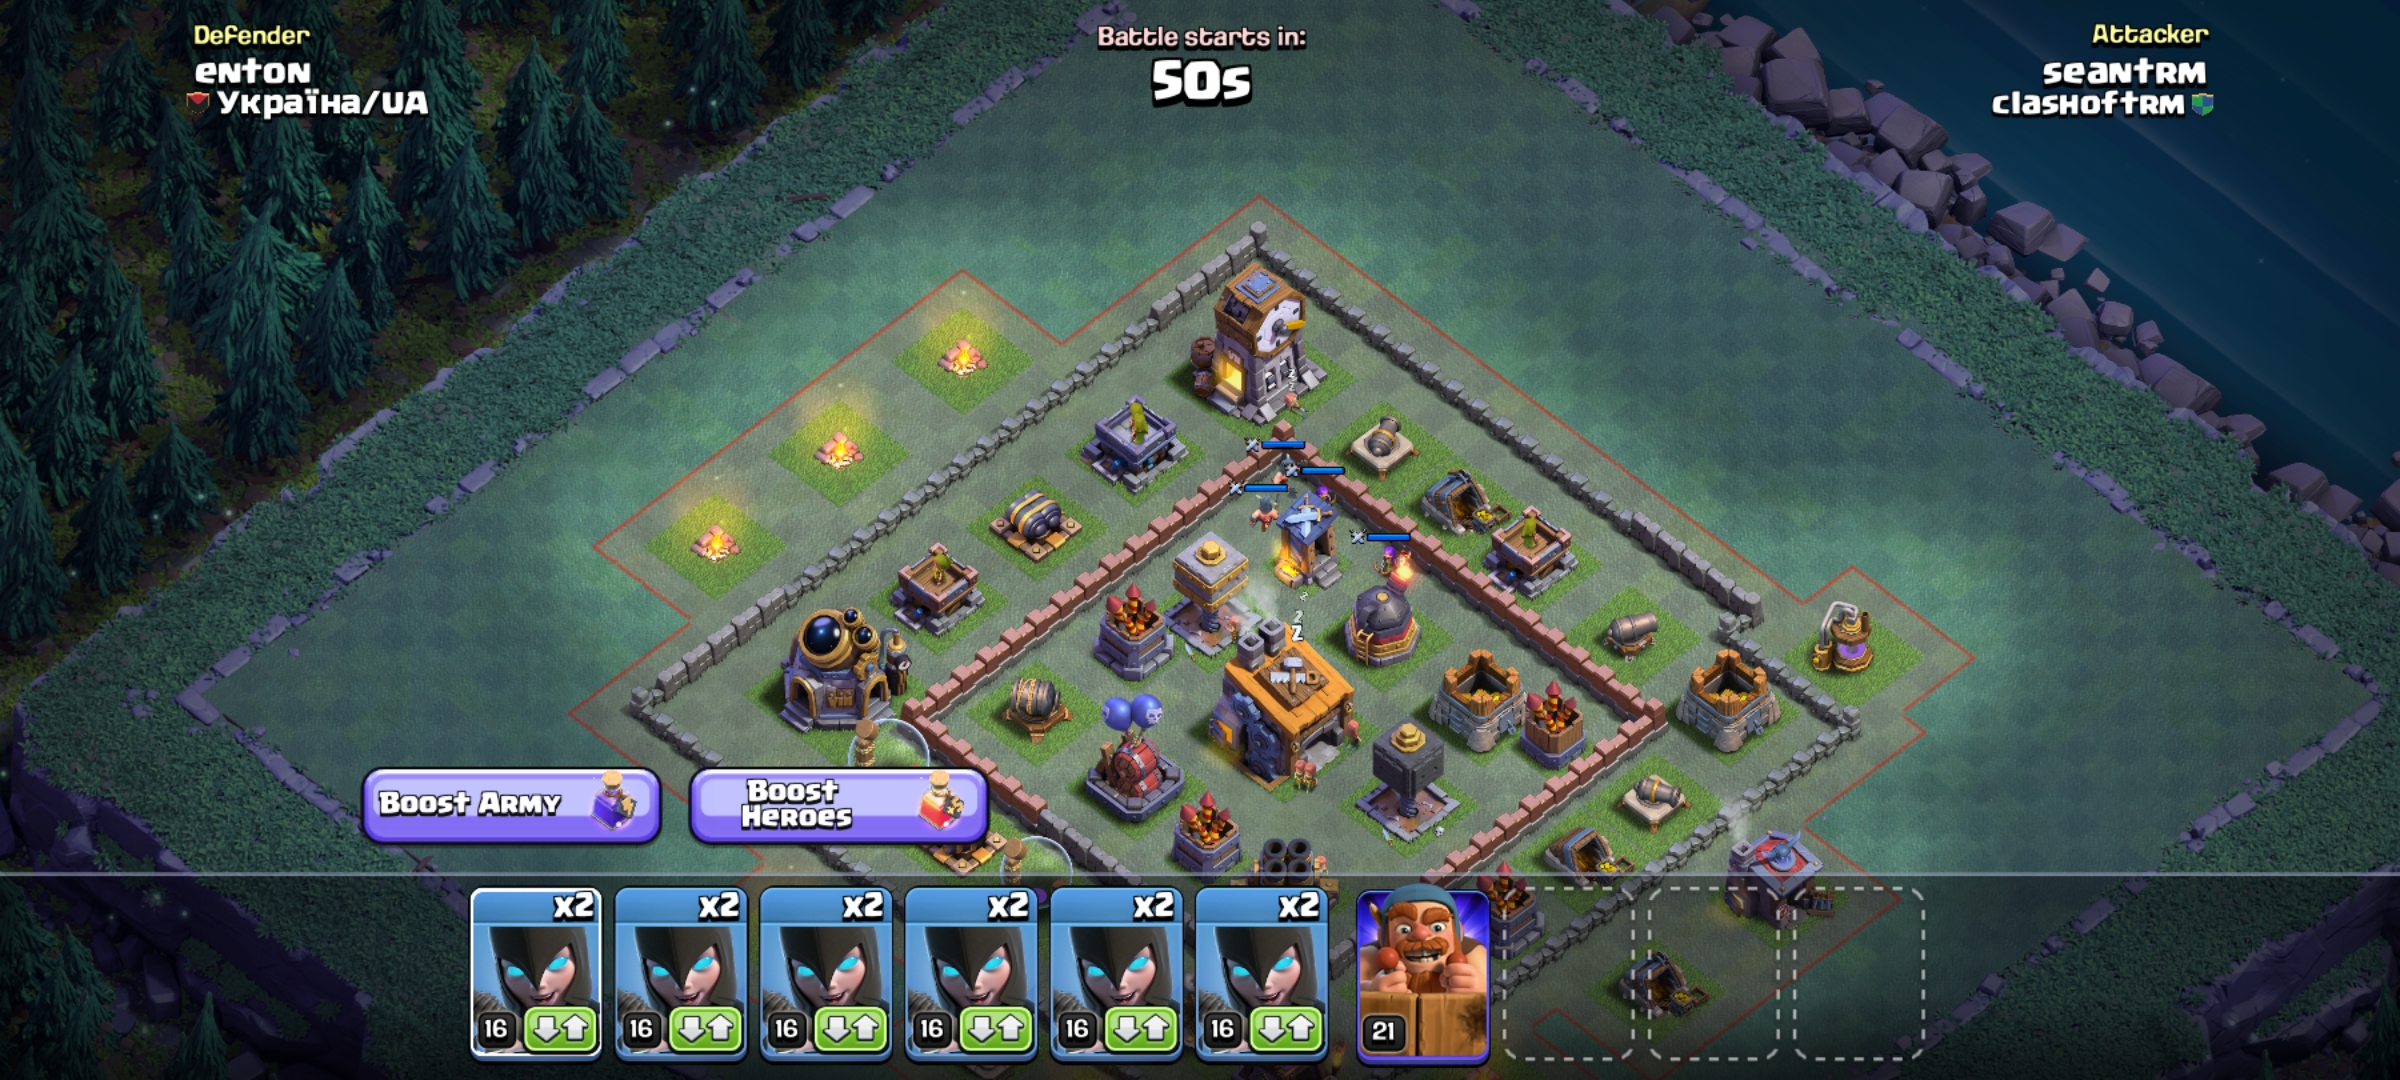 Defender
enton
Україна/UA
Battle starts in:
50s
Attacker
seantrm
clashoftrm
z
z
z
z
Boost Army
Boost
Heroes
x2
x2
x2
x2
x2
x2
16
16
16
16
16
16
21